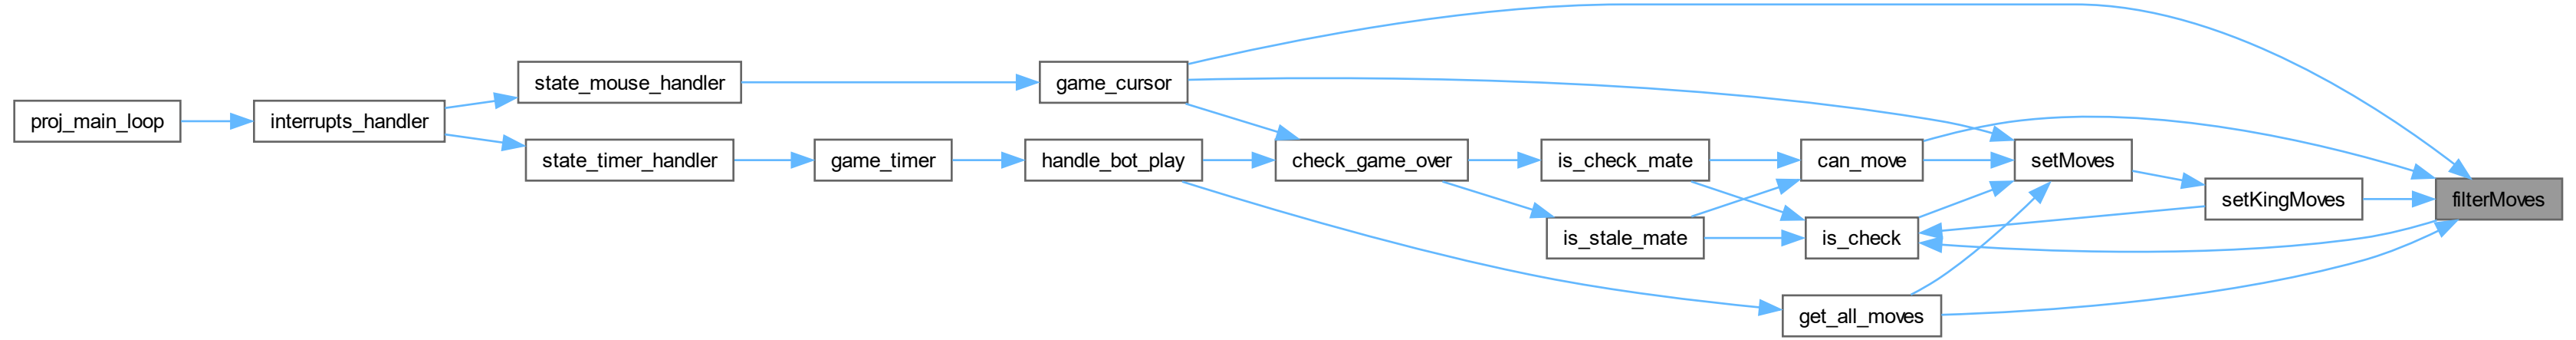 proj_main_loop
interrupts_handler
state_mouse_handler
state_timer_handler
game_timer
game_cursor
handle_bot_play
check_game_over
is_check_mate
is_stale_mate
can_move
is_check
get_all_moves
setMoves
setKingMoves
filterMoves